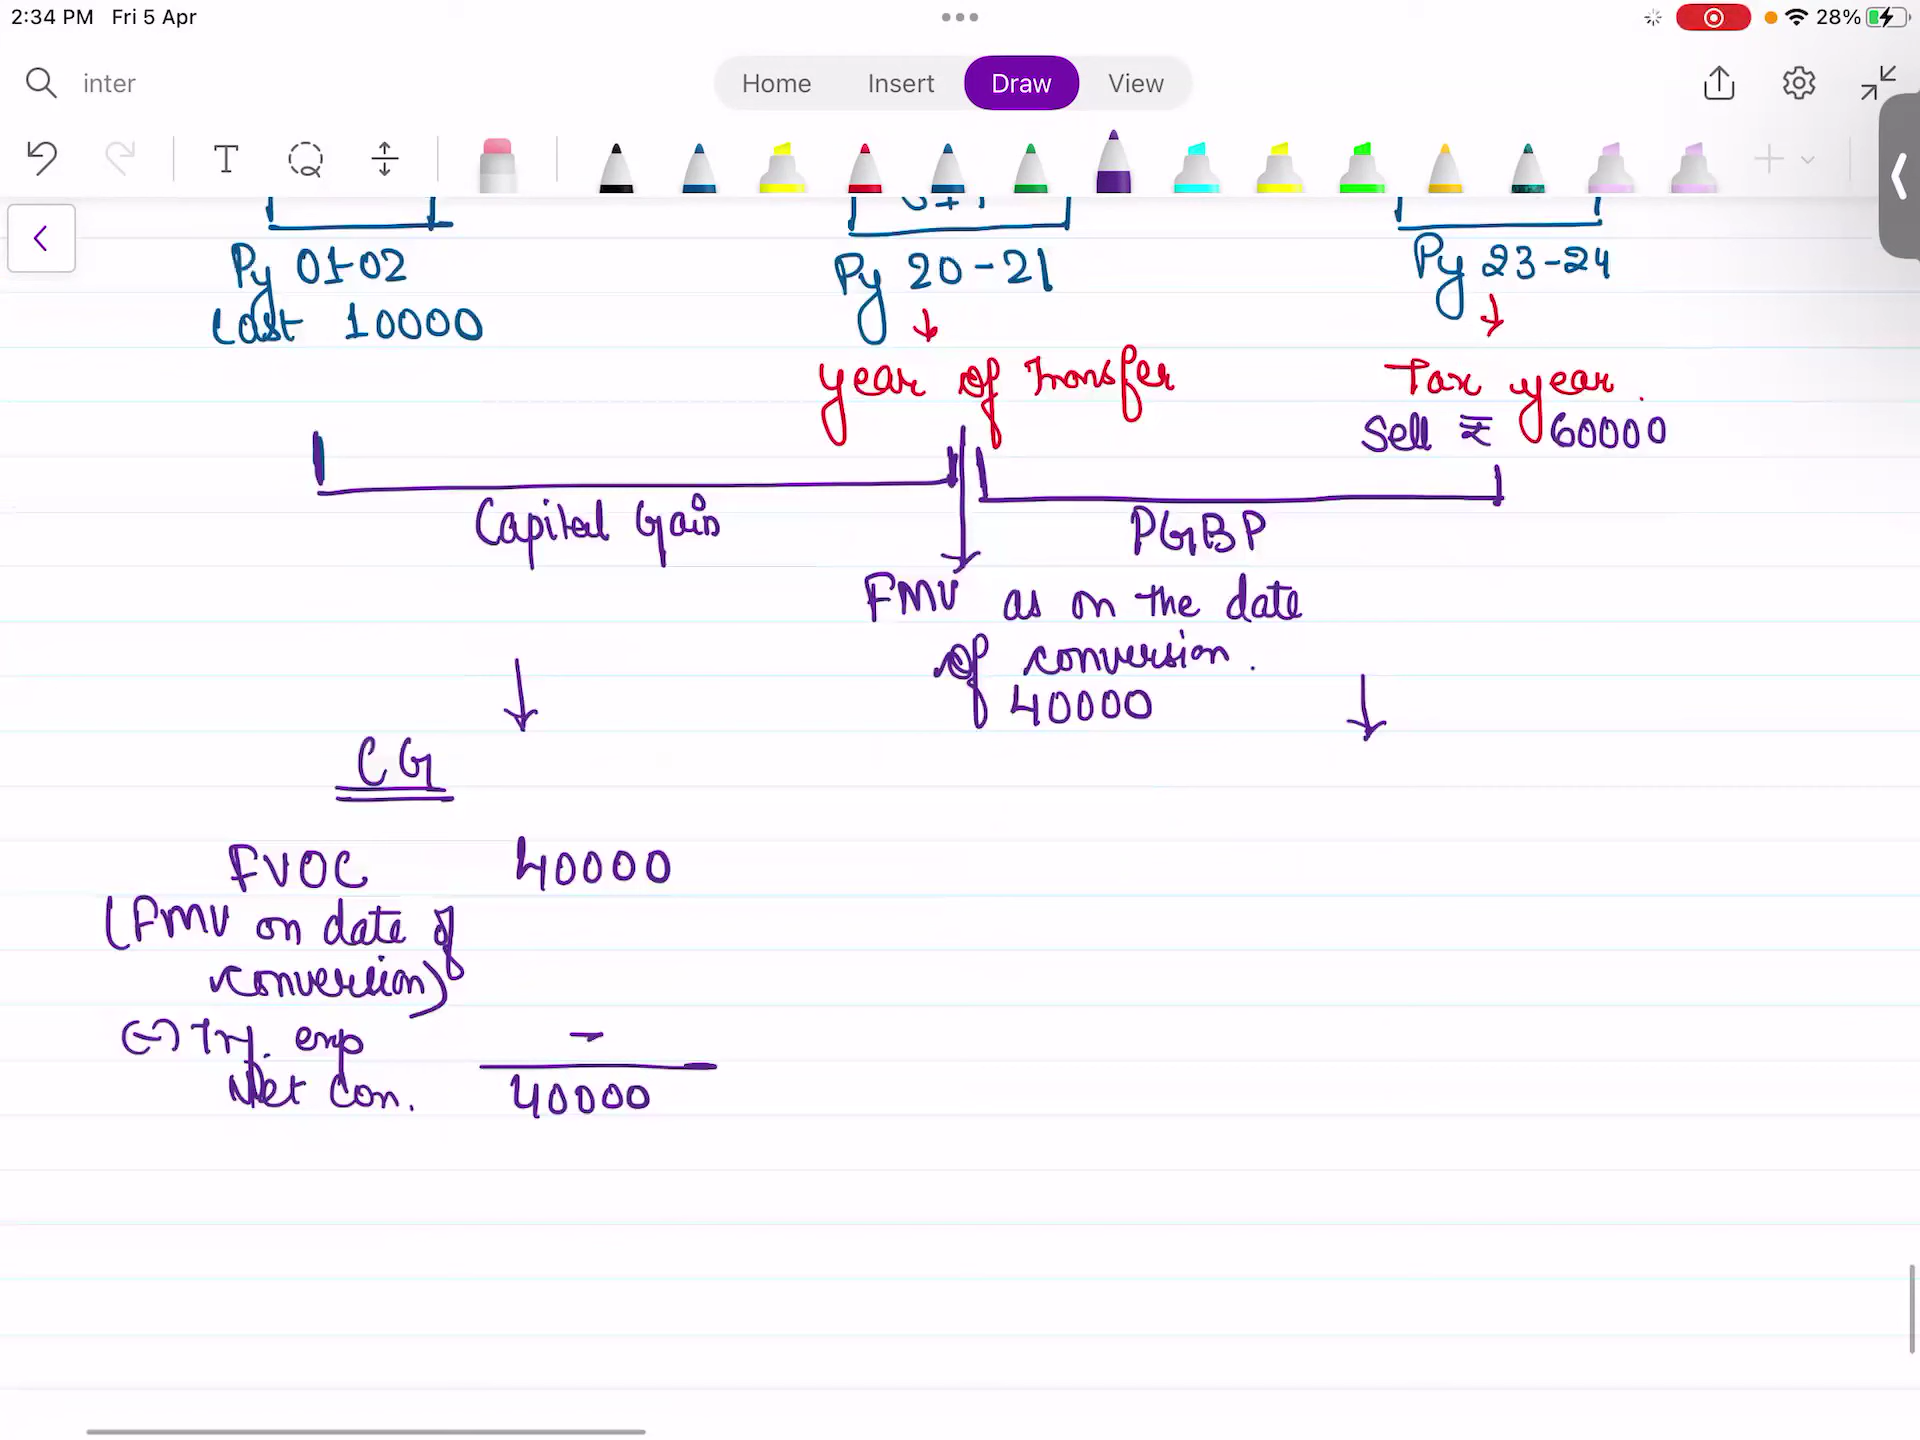 2:34 PM Fri 5 Apr
28%
inter
Home Insert Draw View
T
Py 01-02
Cost 10000
Py 20-21
Py 23-24
year of Transfer
Tax year.
Sell ₹ 60000
Capital Gain
PGBP
FMV as on the date
of conversion.
40000
CG
FVOC 40000
(FMV on date of
conversion)
(-) Trf. exp -
Net Con. 40000